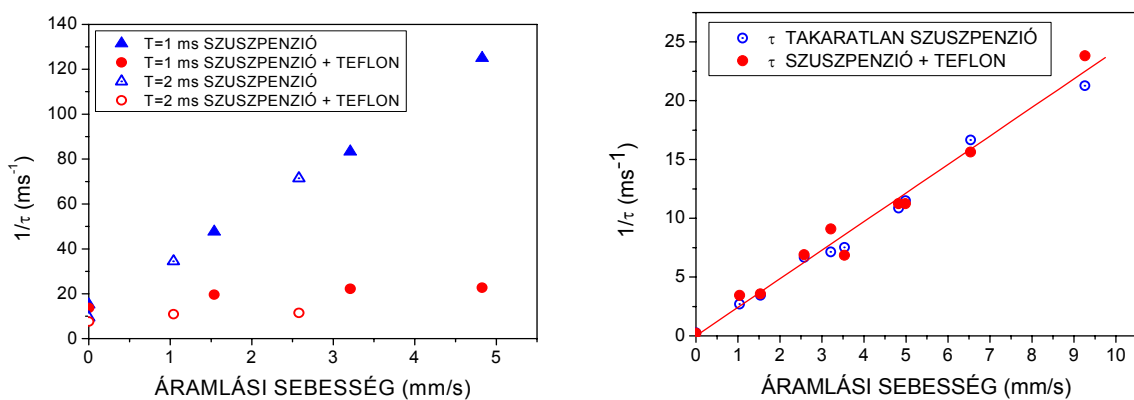 140
120
100
80
60
40
20
0
1/τ (ms-1)
T=1 ms SZUSZPENZIÓ
T=1 ms SZUSZPENZIÓ + TEFLON
T=2 ms SZUSZPENZIÓ
T=2 ms SZUSZPENZIÓ + TEFLON
0 1 2 3 4 5
ÁRAMLÁSI SEBESSÉG (mm/s)
25
20
15
10
5
0
1/τ (ms-1)
τ TAKARATLAN SZUSZPENZIÓ
τ SZUSZPENZIÓ + TEFLON
0 1 2 3 4 5 6 7 8 9 10
ÁRAMLÁSI SEBESSÉG (mm/s)